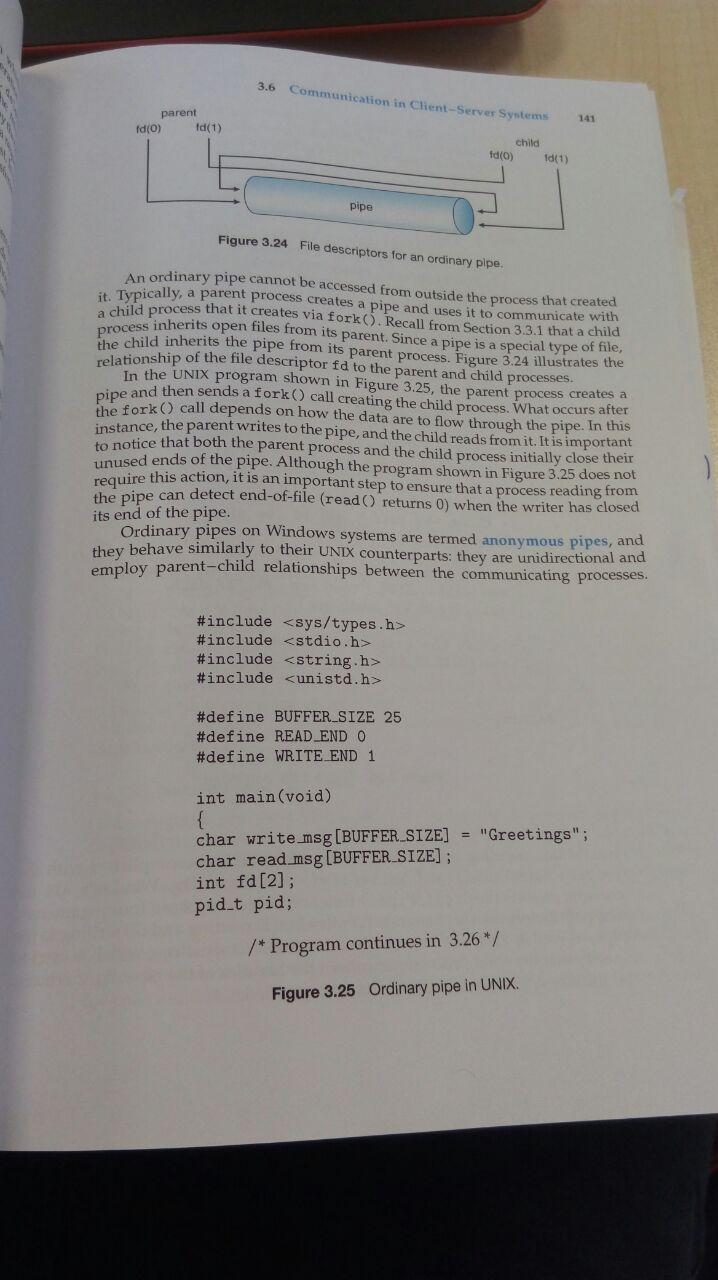 3.6 Communication in Client–Server Systems 141
parent
fd(0) fd(1)
child
fd(0) fd(1)
pipe
Figure 3.24 File descriptors for an ordinary pipe.
An ordinary pipe cannot be accessed from outside the process that created
it. Typically, a parent process creates a pipe and uses it to communicate with
a child process that it creates via fork(). Recall from Section 3.3.1 that a child
process inherits open files from its parent. Since a pipe is a special type of file,
the child inherits the pipe from its parent process. Figure 3.24 illustrates the
relationship of the file descriptor fd to the parent and child processes.
In the UNIX program shown in Figure 3.25, the parent process creates a
pipe and then sends a fork() call creating the child process. What occurs after
the fork() call depends on how the data are to flow through the pipe. In this
instance, the parent writes to the pipe, and the child reads from it. It is important
to notice that both the parent process and the child process initially close their
unused ends of the pipe. Although the program shown in Figure 3.25 does not
require this action, it is an important step to ensure that a process reading from
the pipe can detect end-of-file (read() returns 0) when the writer has closed
its end of the pipe.
Ordinary pipes on Windows systems are termed anonymous pipes, and
they behave similarly to their UNIX counterparts: they are unidirectional and
employ parent–child relationships between the communicating processes.
#include <sys/types.h>
#include <stdio.h>
#include <string.h>
#include <unistd.h>
#define BUFFER_SIZE 25
#define READ_END 0
#define WRITE_END 1
int main(void)
{
char write_msg[BUFFER_SIZE] = "Greetings";
char read_msg[BUFFER_SIZE];
int fd[2];
pid_t pid;
/* Program continues in 3.26 */
Figure 3.25 Ordinary pipe in UNIX.